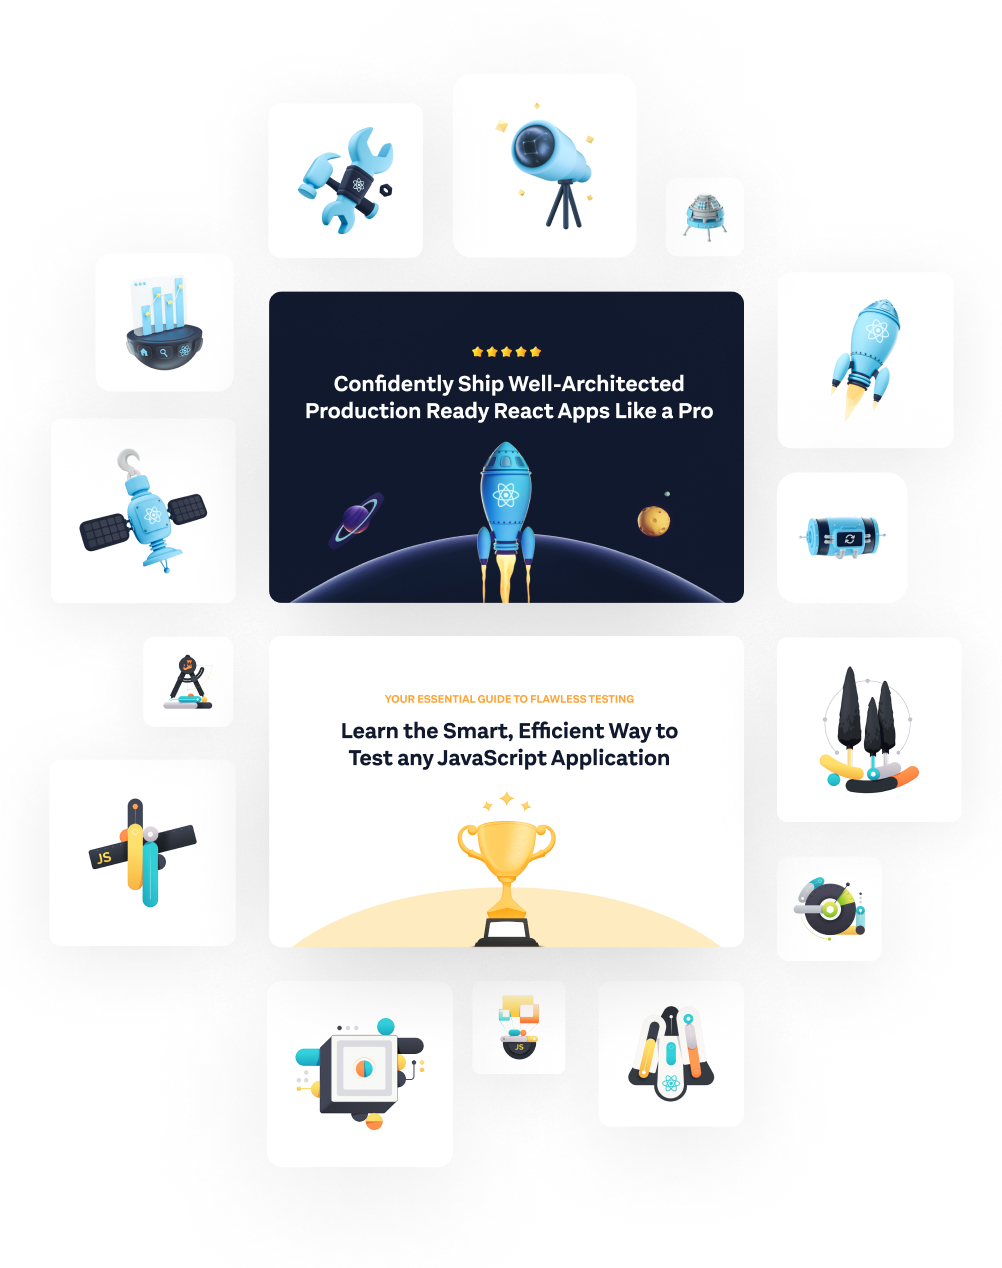 Confidently Ship Well-Architected
Production Ready React Apps Like a Pro
YOUR ESSENTIAL GUIDE TO FLAWLESS TESTING
Learn the Smart, Efficient Way to
Test any JavaScript Application
JS
JS